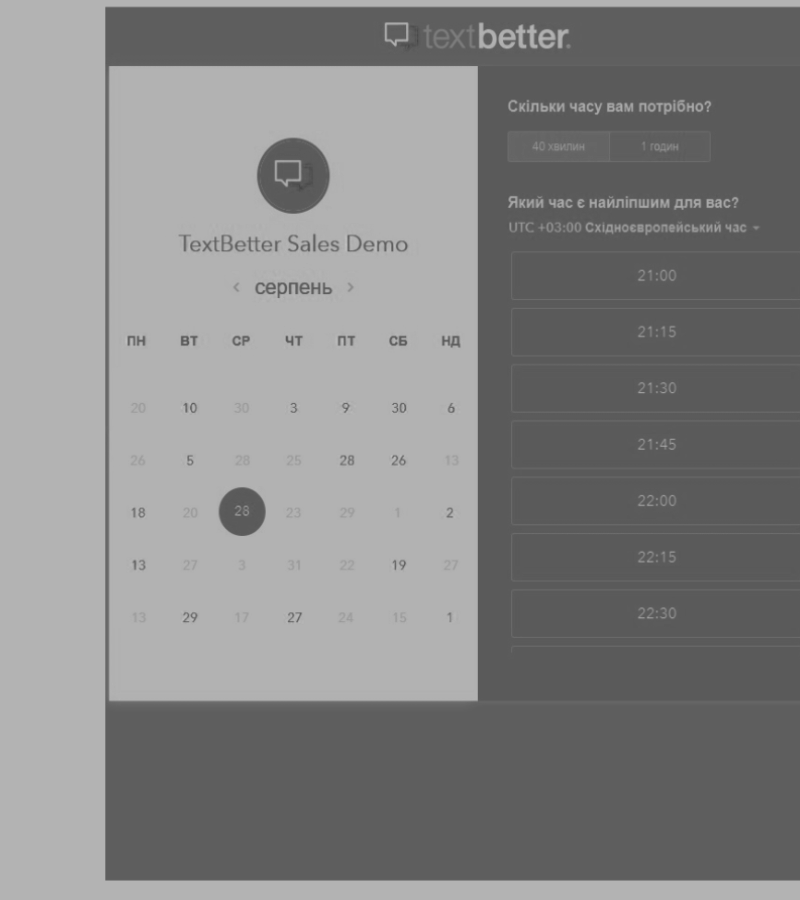 textbetter.
TextBetter Sales Demo
‹ серпень ›
ПН ВТ СР ЧТ ПТ СБ НД
20 10 30 3 9 30 6
26 5 28 25 28 26 13
18 20 28 23 29 1 2
13 27 3 31 22 19 27
13 29 17 27 24 15 1
Скільки часу вам потрібно?
40 хвилин 1 годин
Який час є найліпшим для вас?
UTC +03:00 Східноєвропейський час
21:00
21:15
21:30
21:45
22:00
22:15
22:30